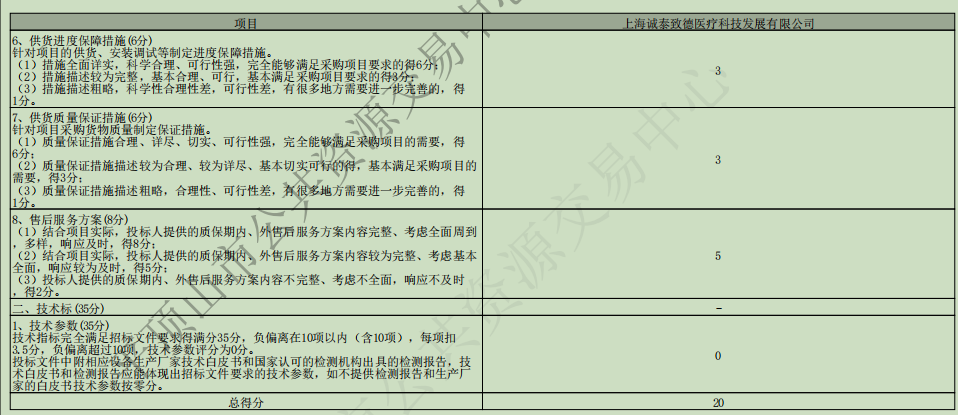 项目 上海诚泰致德医疗科技发展有限公司
6、供货进度保障措施(6分)
针对项目的供货、安装调试等制定进度保障措施。
（1）措施全面详实，科学合理、可行性强，完全能够满足采购项目要求的得6分；
（2）措施描述较为完整，基本合理、可行，基本满足采购项目要求的得3分；
（3）措施描述粗略，科学性合理性差，可行性差，有很多地方需要进一步完善的，得
1分。
3
7、供货质量保证措施(6分)
针对项目采购货物质量制定保证措施。
（1）质量保证措施合理、详尽、切实、可行性强，完全能够满足采购项目的需要，得
6分；
（2）质量保证措施描述较为合理、较为详尽、基本切实可行的得，基本满足采购项目的
需要，得3分；
（3）质量保证措施描述粗略，合理性、可行性差，有很多地方需要进一步完善的，得
1分。
3
8、售后服务方案(8分)
（1）结合项目实际，投标人提供的质保期内、外售后服务方案内容完整、考虑全面周到
，多样，响应及时，得8分；
（2）结合项目实际，投标人提供的质保期内、外售后服务方案内容较为完整、考虑基本
全面，响应较为及时，得5分；
（3）投标人提供的质保期内、外售后服务方案内容不完整、考虑不全面，响应不及时
，得2分。
5
二、技术标(35分) -
1、技术参数(35分)
技术指标完全满足招标文件要求得满分35分，负偏离在10项以内（含10项），每项扣
3.5分，负偏离超过10项，技术参数评分为0分。
投标文件中附相应设备生产厂家技术白皮书和国家认可的检测机构出具的检测报告，技
术白皮书和检测报告应能体现出招标文件要求的技术参数，如不提供检测报告和生产厂
家的白皮书技术参数按零分。
0
总得分 20
顶山市公共资源交易中心
公共资源交易中心